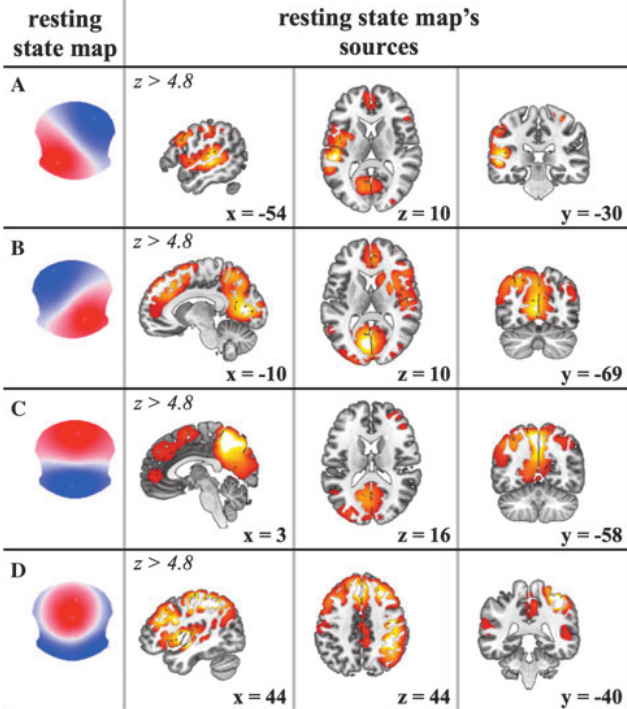 resting
state map
resting state map's
sources
A
z > 4.8
x = -54
z = 10
y = -30
B
z > 4.8
x = -10
z = 10
y = -69
C
z > 4.8
x = 3
z = 16
y = -58
D
z > 4.8
x = 44
z = 44
y = -40